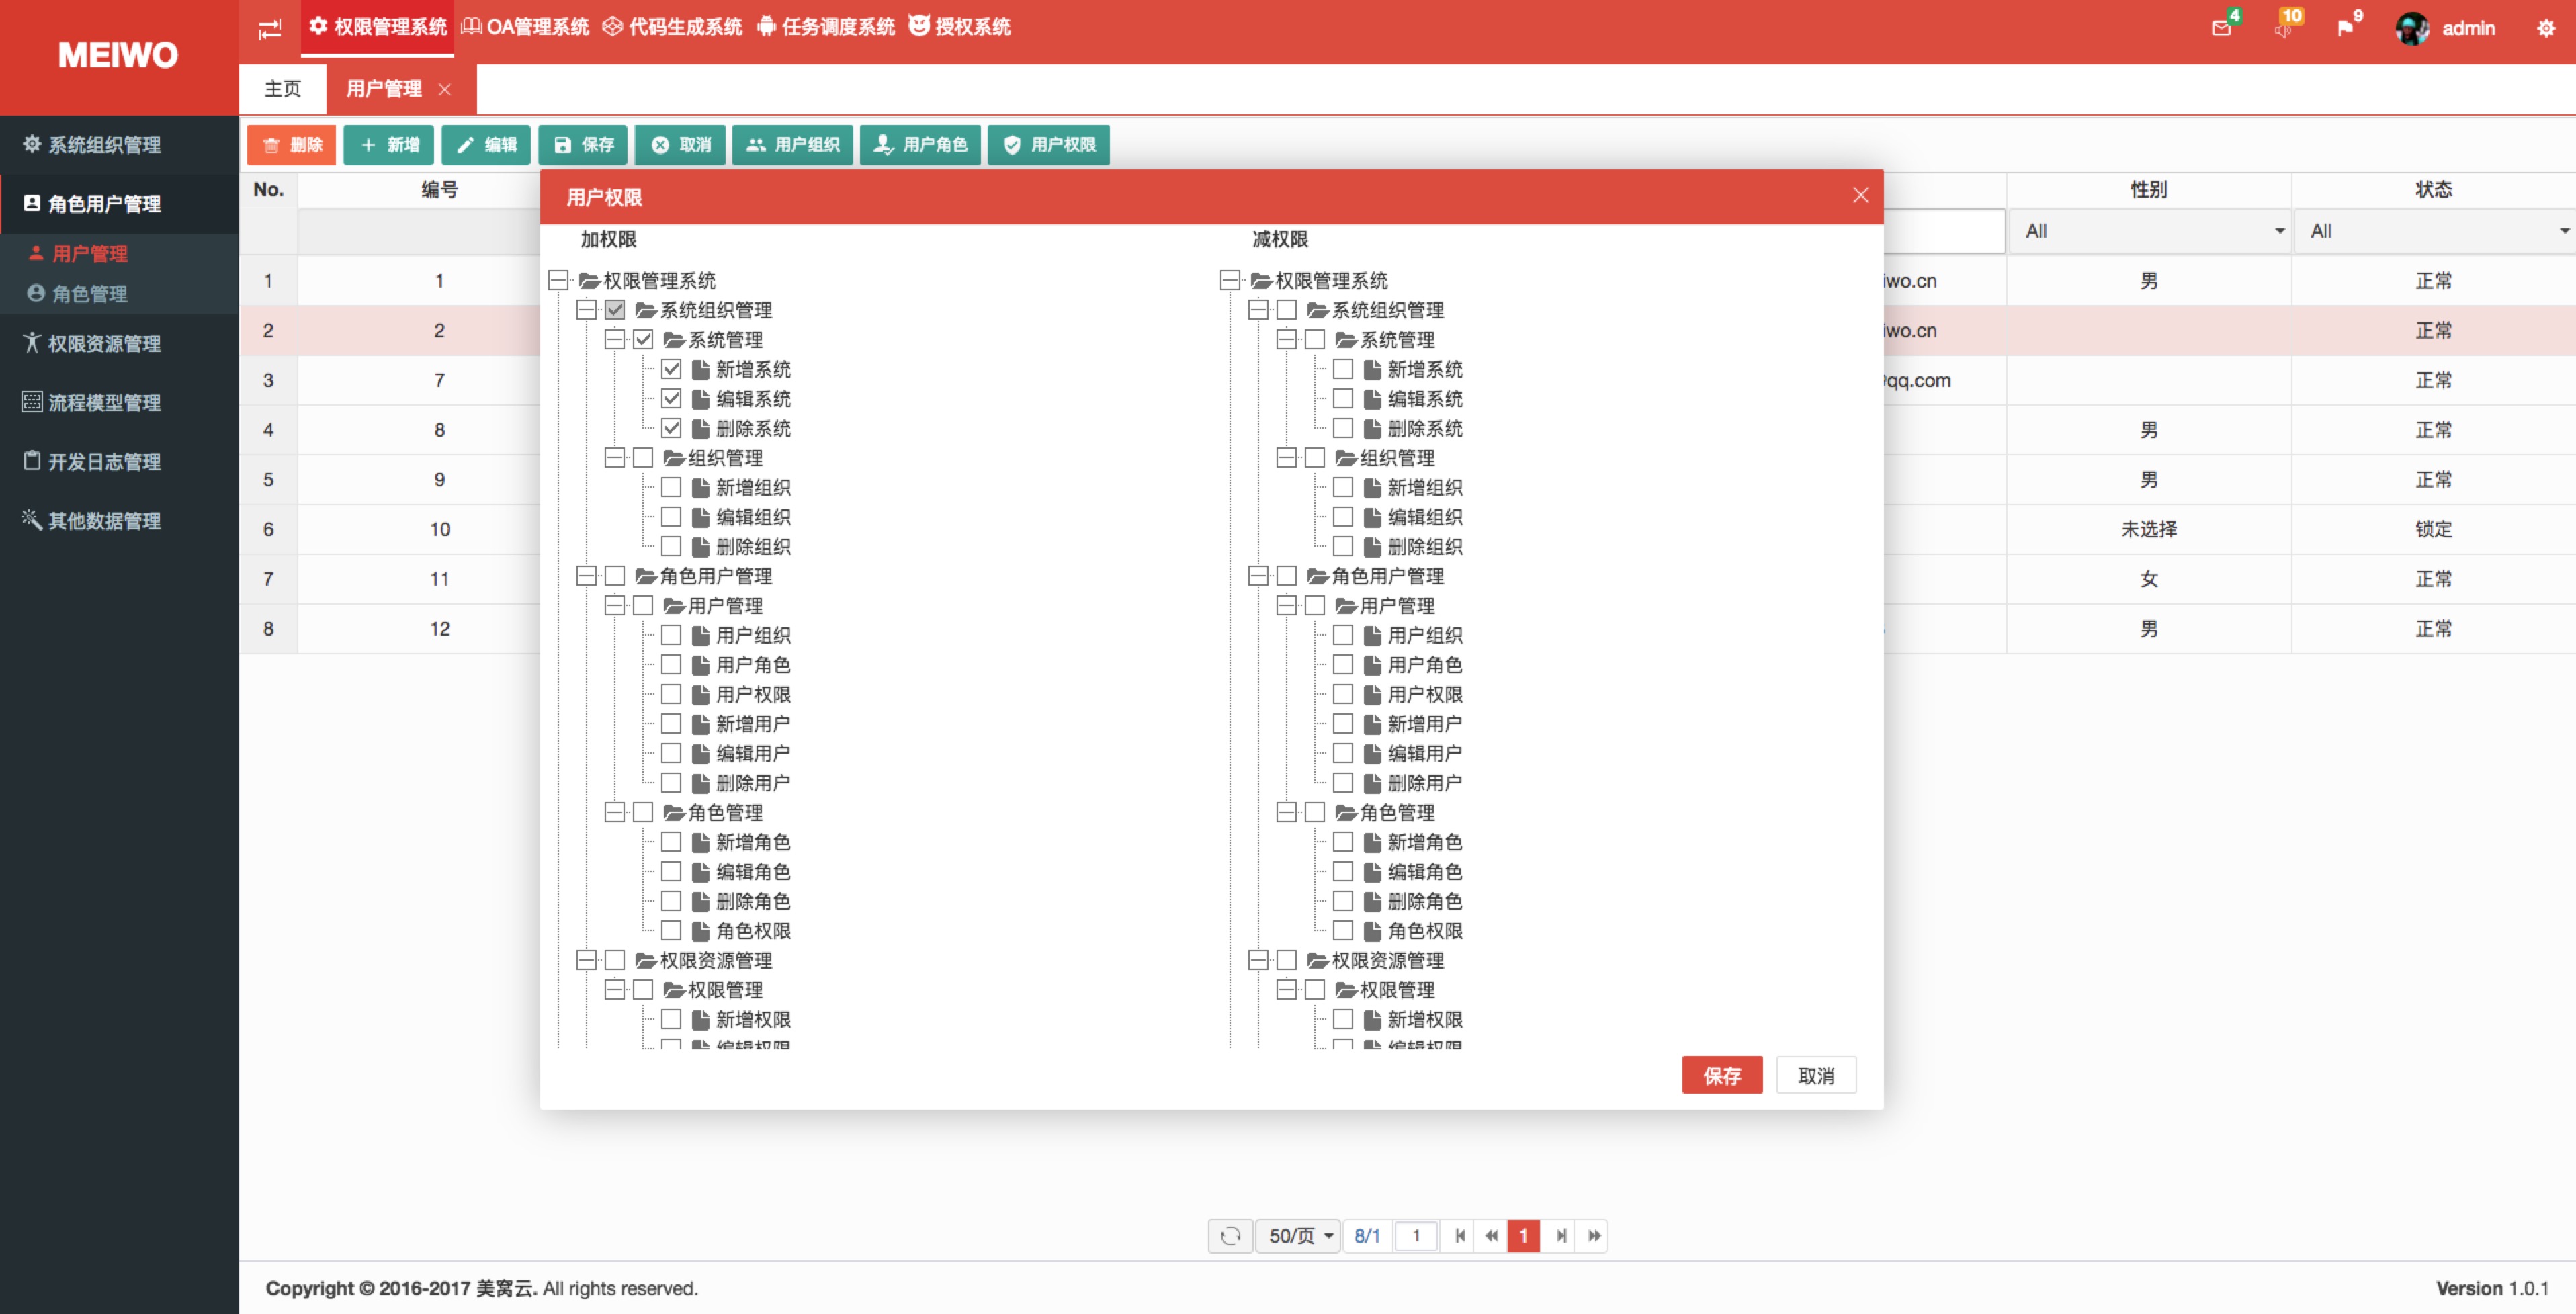 MEIWO
权限管理系统 OA管理系统 代码生成系统 任务调度系统 授权系统
4 10 9 admin
主页 用户管理
系统组织管理
角色用户管理
用户管理
角色管理
权限资源管理
流程模型管理
开发日志管理
其他数据管理
删除 新增 编辑 保存 取消 用户组织 用户角色 用户权限
No. 编号 性别 状态
All All
1 1 iwo.cn 男 正常
2 2 iwo.cn 正常
3 7 qq.com 正常
4 8 男 正常
5 9 男 正常
6 10 未选择 锁定
7 11 女 正常
8 12 男 正常
用户权限
加权限
权限管理系统
系统组织管理
系统管理
新增系统
编辑系统
删除系统
组织管理
新增组织
编辑组织
删除组织
角色用户管理
用户管理
用户组织
用户角色
用户权限
新增用户
编辑用户
删除用户
角色管理
新增角色
编辑角色
删除角色
角色权限
权限资源管理
权限管理
新增权限
编辑权限
减权限
权限管理系统
系统组织管理
系统管理
新增系统
编辑系统
删除系统
组织管理
新增组织
编辑组织
删除组织
角色用户管理
用户管理
用户组织
用户角色
用户权限
新增用户
编辑用户
删除用户
角色管理
新增角色
编辑角色
删除角色
角色权限
权限资源管理
权限管理
新增权限
编辑权限
保存 取消
50/页 8/1 1 1
Copyright © 2016-2017 美窝云. All rights reserved.
Version 1.0.1